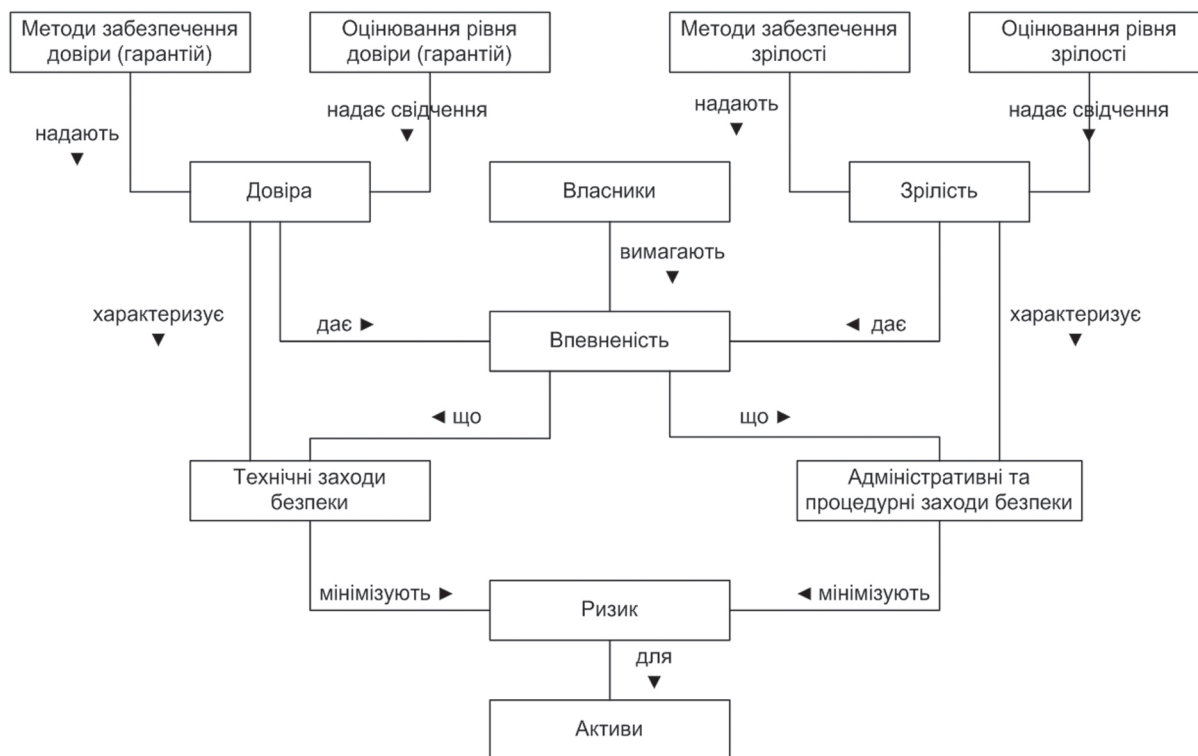 Методи забезпечення
довіри (гарантій)
Оцінювання рівня
довіри (гарантій)
Методи забезпечення
зрілості
Оцінювання рівня
зрілості
надають
надає свідчення
надають
надає свідчення
Довіра
Власники
Зрілість
вимагають
характеризує
дає
дає
характеризує
Впевненість
що
що
Технічні заходи
безпеки
Адміністративні та
процедурні заходи безпеки
мінімізують
мінімізують
Ризик
для
Активи